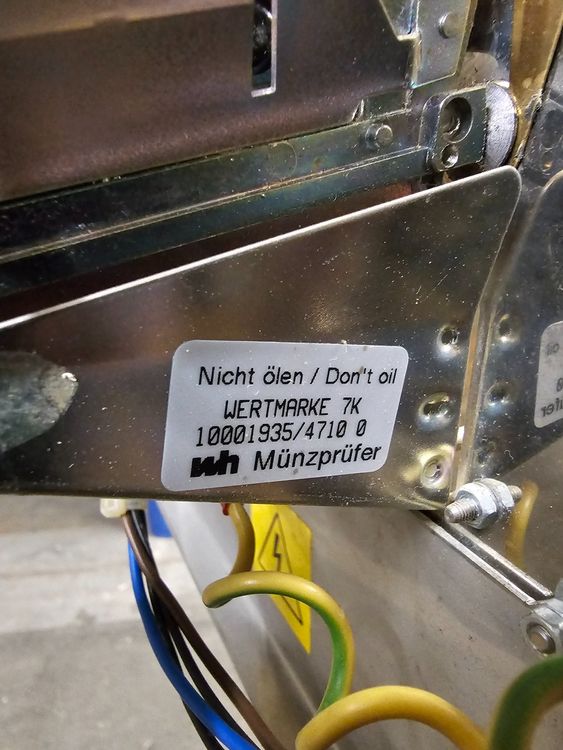 Nicht ölen / Don't oil
WERTMARKE 7K
10001935/4710 0
wh Münzprüfer